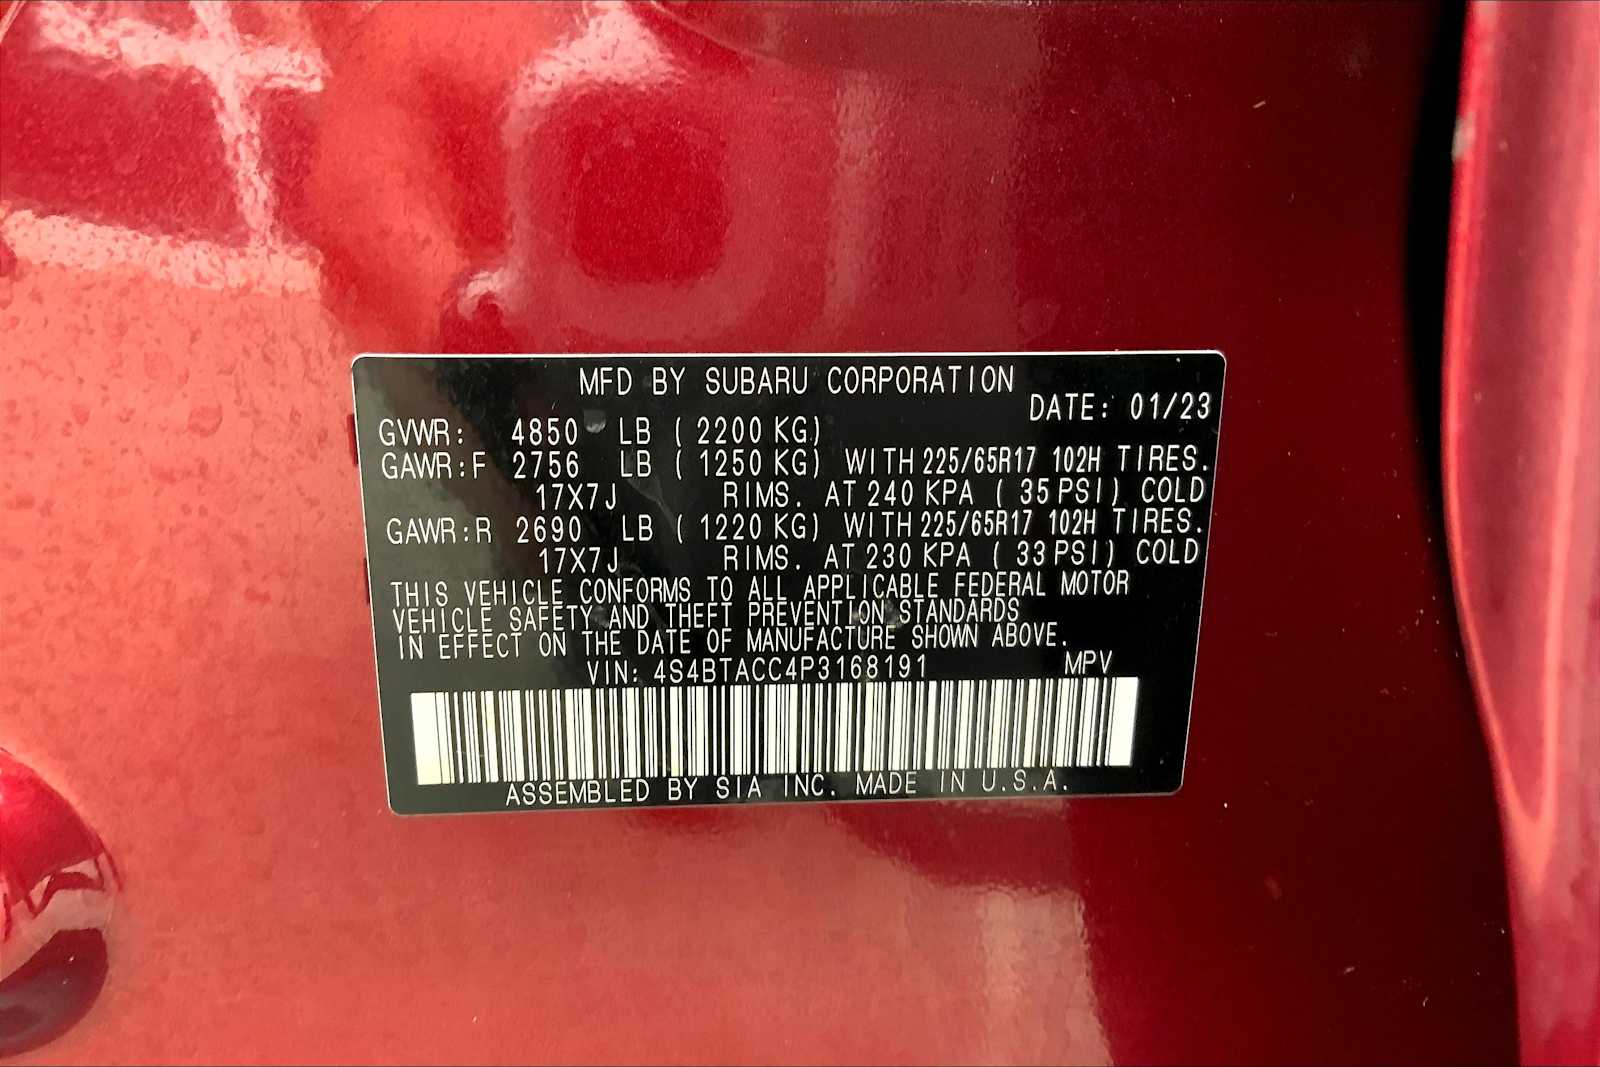 MFD BY SUBARU CORPORATION
DATE: 01/23
GVWR: 4850 LB ( 2200 KG)
GAWR:F 2756 LB ( 1250 KG) WITH 225/65R17 102H TIRES.
17X7J RIMS. AT 240 KPA ( 35 PSI) COLD
GAWR:R 2690 LB ( 1220 KG) WITH 225/65R17 102H TIRES.
17X7J RIMS. AT 230 KPA ( 33 PSI) COLD
THIS VEHICLE CONFORMS TO ALL APPLICABLE FEDERAL MOTOR
VEHICLE SAFETY AND THEFT PREVENTION STANDARDS
IN EFFECT ON THE DATE OF MANUFACTURE SHOWN ABOVE.
VIN: 4S4BTACC4P3168191 MPV
ASSEMBLED BY SIA INC. MADE IN U.S.A.